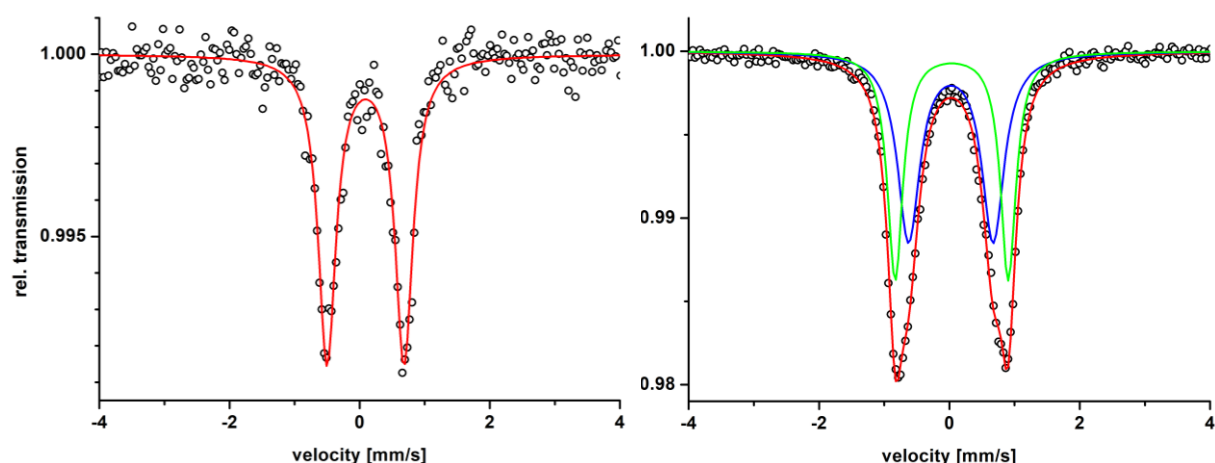 1.000
0.995
rel. transmission
-4 -2 0 2 4
velocity [mm/s]
1.00
0.99
0.98
-4 -2 0 2 4
velocity [mm/s]